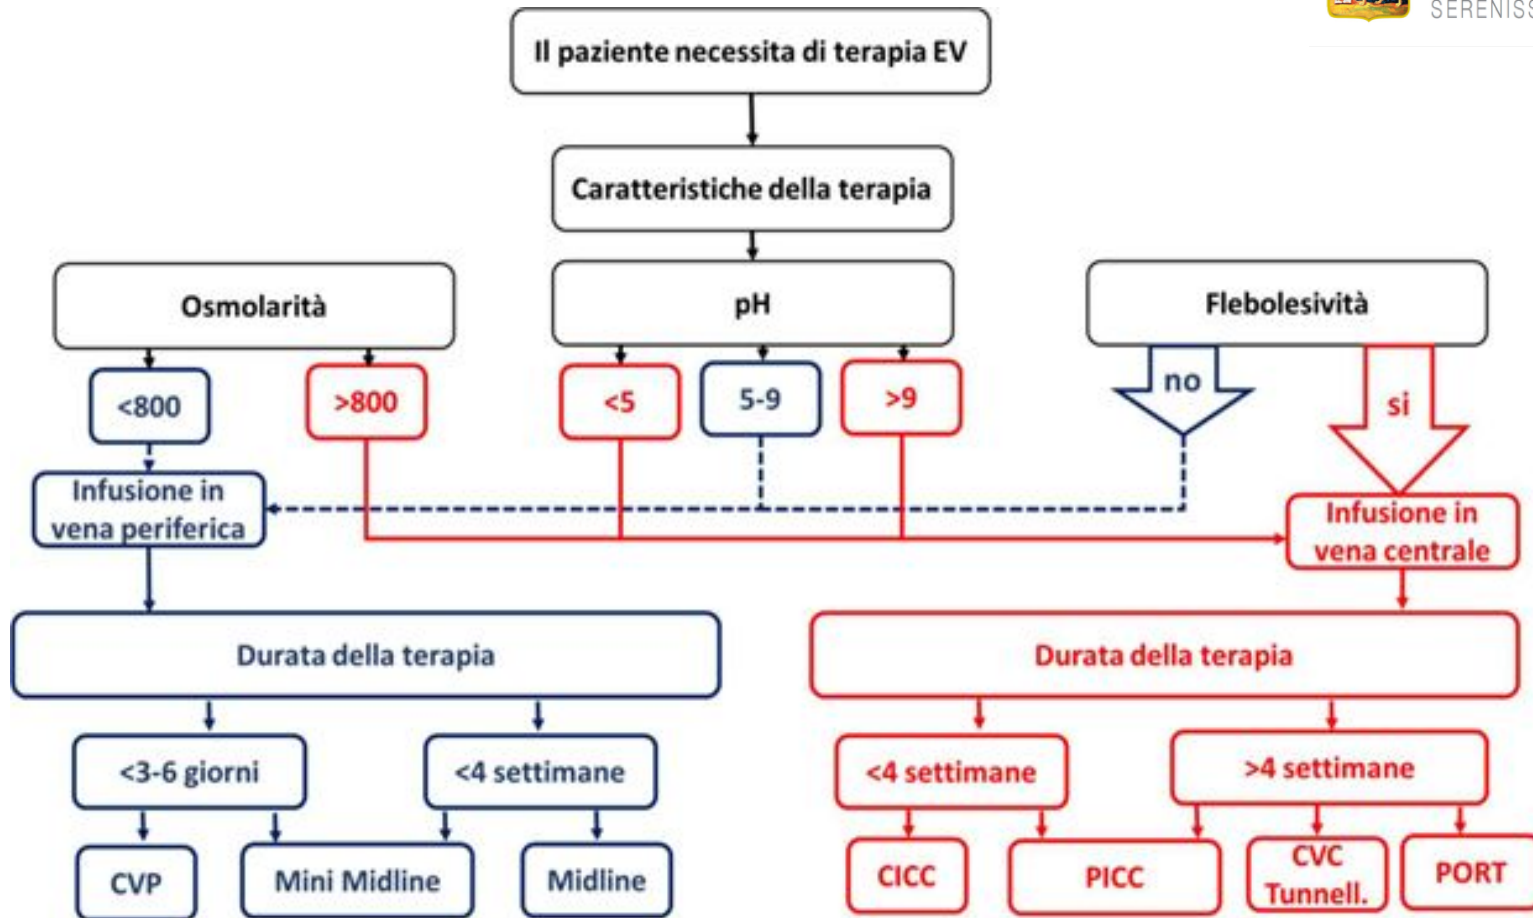 SERENISS
Il paziente necessita di terapia EV
Caratteristiche della terapia
Osmolarità
pH
Flebolesività
<800
>800
<5
5-9
>9
no
si
Infusione in
vena periferica
Infusione in
vena centrale
Durata della terapia
Durata della terapia
<3-6 giorni
<4 settimane
<4 settimane
>4 settimane
CVP
Mini Midline
Midline
CICC
PICC
CVC
Tunnell.
PORT